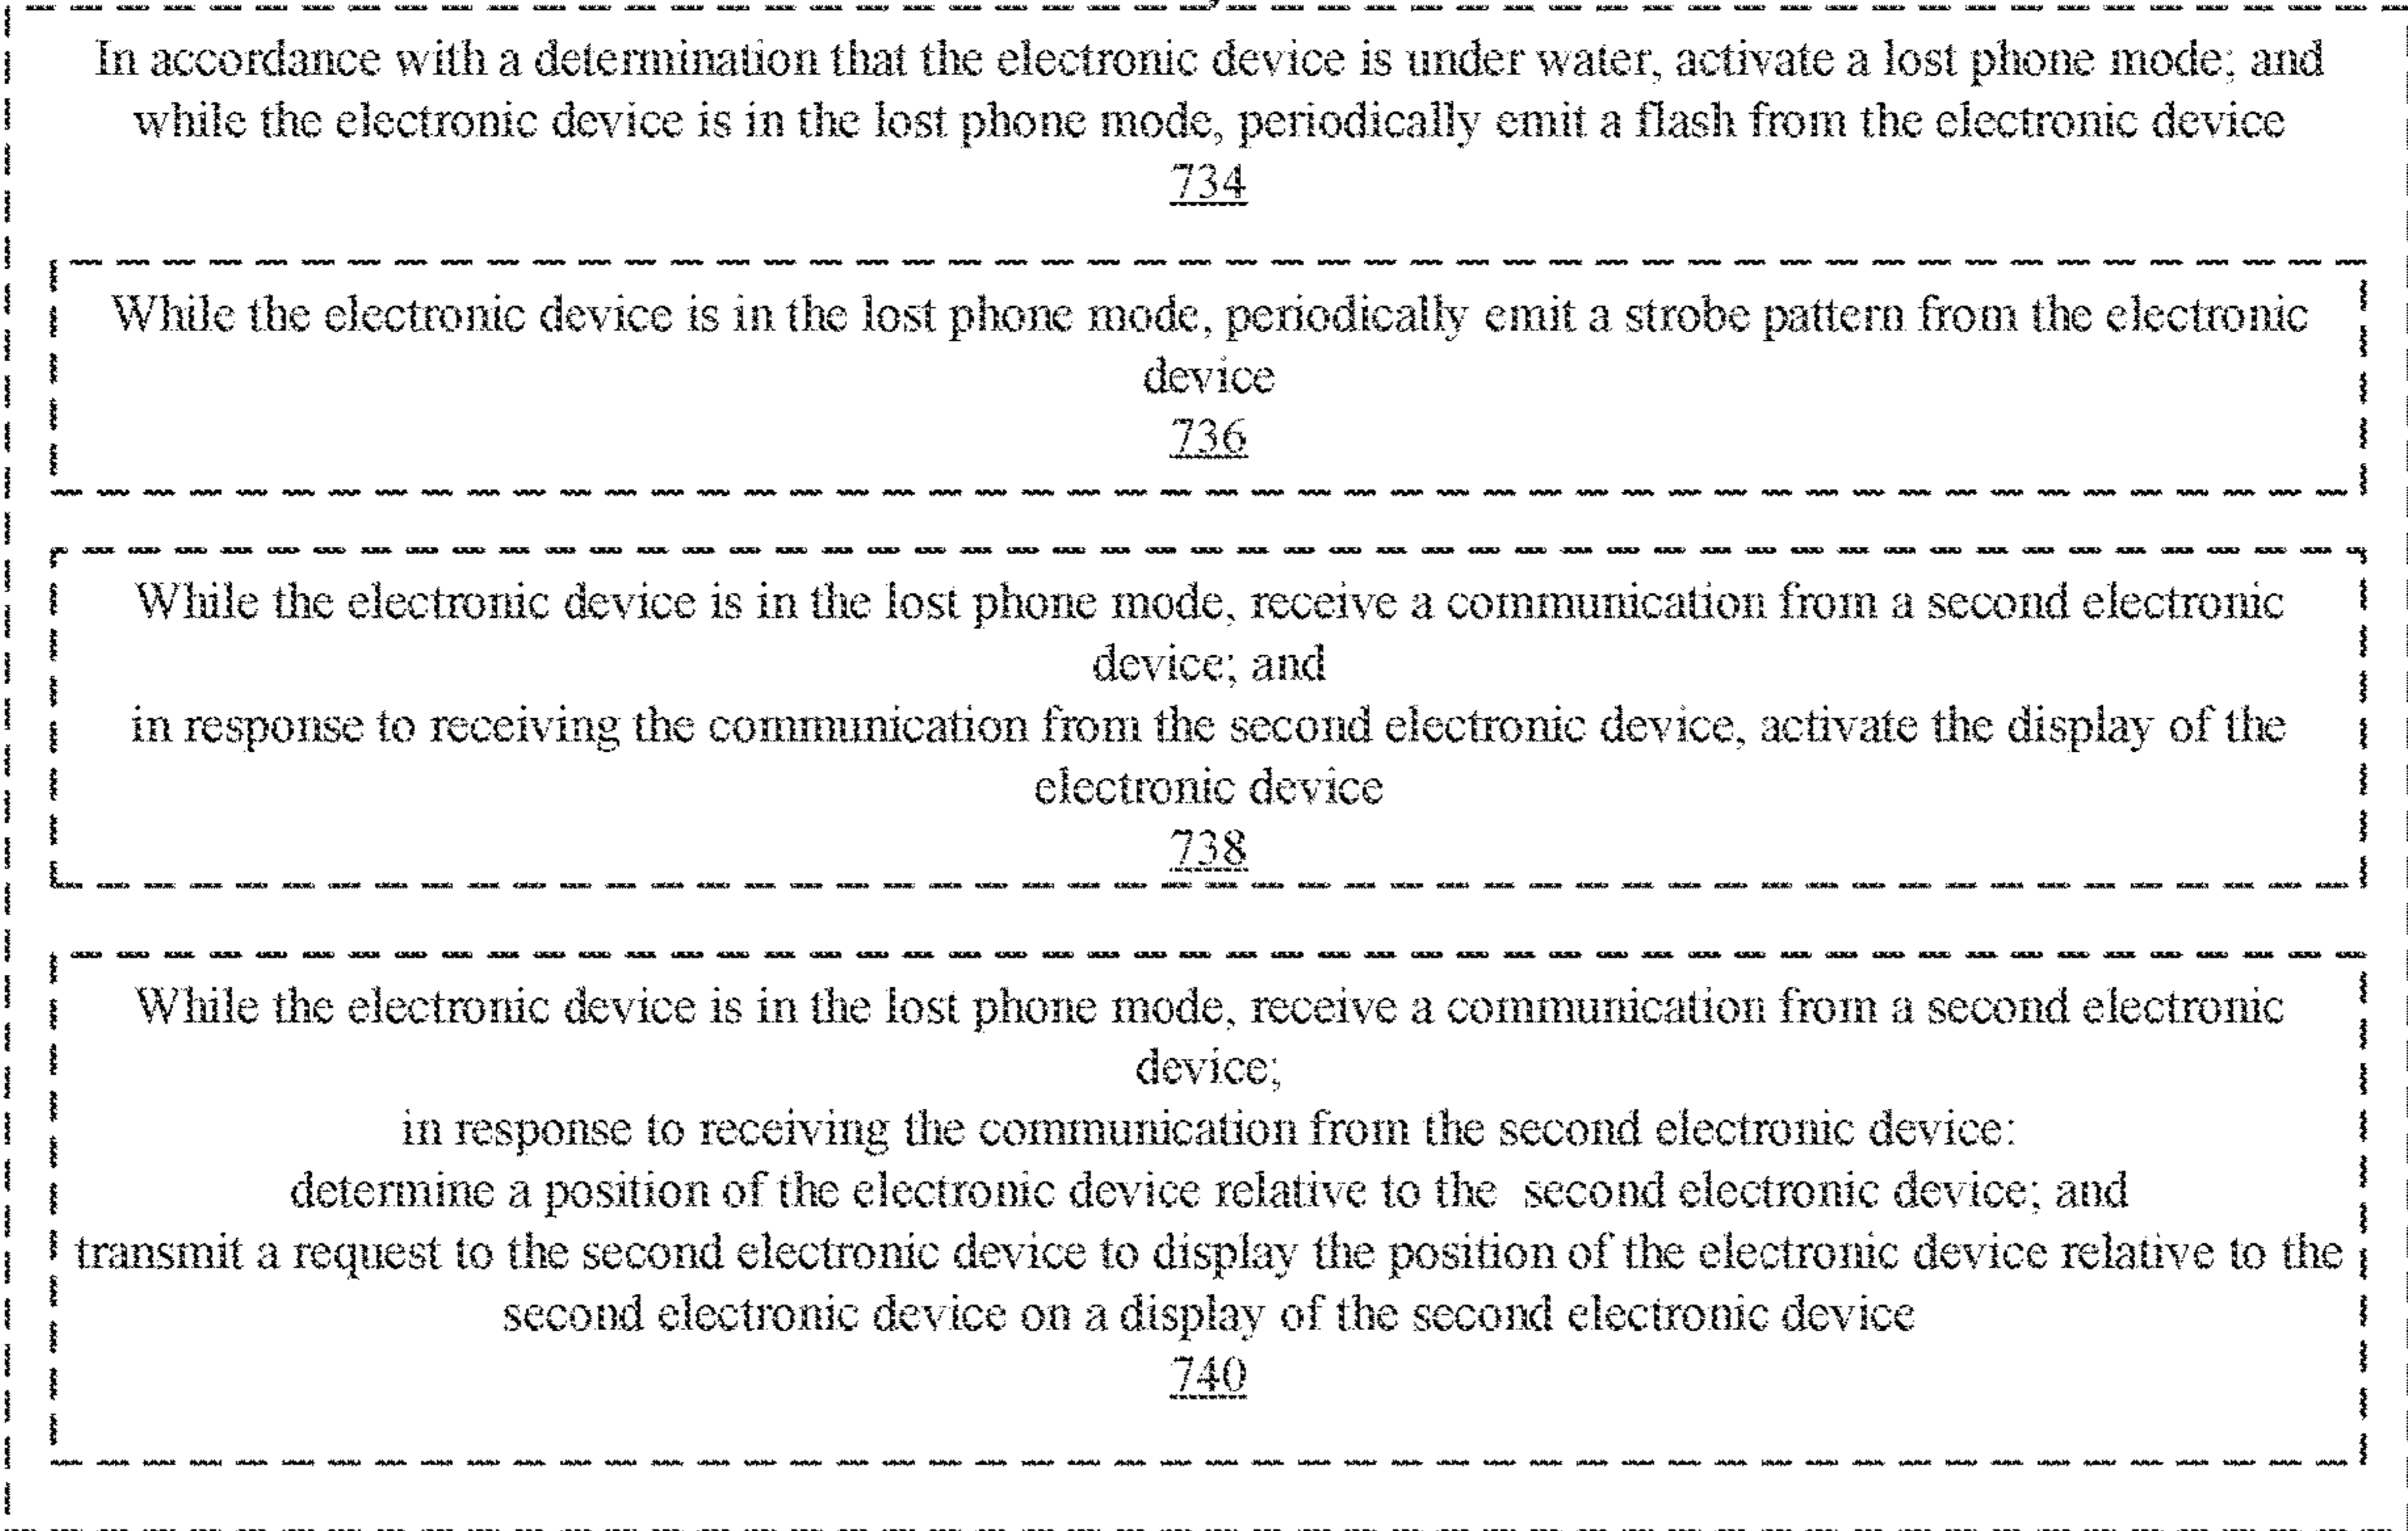 In accordance with a determination that the electronic device is under water, activate a lost phone mode; and
while the electronic device is in the lost phone mode, periodically emit a flash from the electronic device
734
While the electronic device is in the lost phone mode, periodically emit a strobe pattern from the electronic
device
736
While the electronic device is in the lost phone mode, receive a communication from a second electronic
device; and
in response to receiving the communication from the second electronic device, activate the display of the
electronic device
738
While the electronic device is in the lost phone mode, receive a communication from a second electronic
device;
in response to receiving the communication from the second electronic device:
determine a position of the electronic device relative to the second electronic device; and
transmit a request to the second electronic device to display the position of the electronic device relative to the
second electronic device on a display of the second electronic device
740